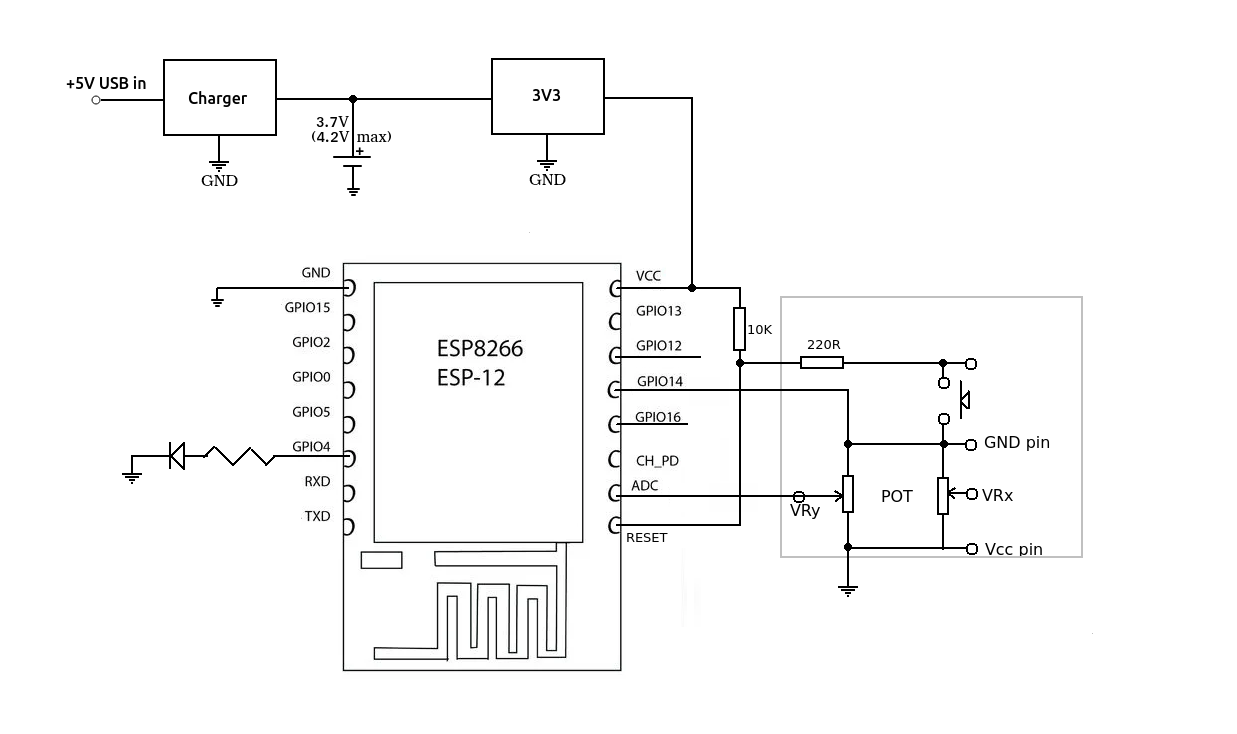 +5V USB in
Charger
GND
3.7V
(4.2V max)
+
3V3
GND
GND
GPIO15
GPIO2
GPIO0
GPIO5
GPIO4
RXD
TXD
ESP8266
ESP-12
VCC
GPIO13
GPIO12
GPIO14
GPIO16
CH_PD
ADC
RESET
10K
220R
GND pin
POT
VRx
VRy
Vcc pin